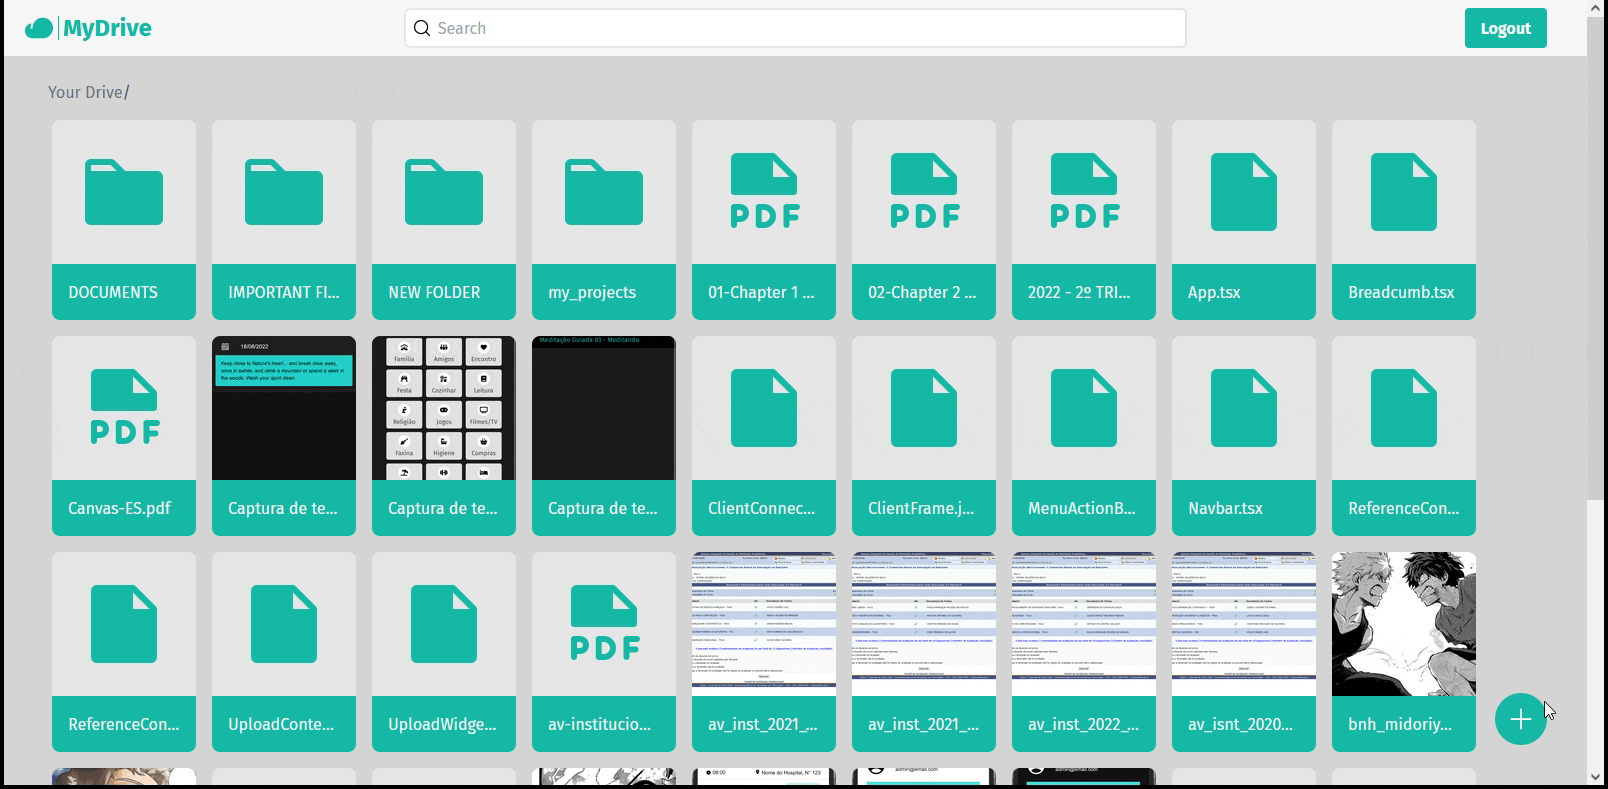 MyDrive
Search
Logout
Your Drive/
DOCUMENTS
IMPORTANT FI...
NEW FOLDER
my_projects
PDF
01-Chapter 1 ...
PDF
02-Chapter 2 ...
PDF
2022 - 2º TRI...
App.tsx
Breadcumb.tsx
PDF
Canvas-ES.pdf
18/08/2022
Keep close to Nature's heart... and break clear away,
once in awhile, and climb a mountain or spend a week in
the woods. Wash your spirit clean.
Captura de te...
Família Amigos Encontro
Festa Cozinhar Leitura
Religião Jogos Filmes/TV
Faxina Higiene Compras
Captura de te...
Meditação Guiada 03 - Meditando
Captura de te...
ClientConnec...
ClientFrame.j...
MenuActionB...
Navbar.tsx
ReferenceCon...
ReferenceCon...
UploadConte...
UploadWidge...
PDF
av-institucio...
av_inst_2021_...
av_inst_2021_...
av_inst_2022_...
av_isnt_2020...
bnh_midoriy...
08:00 Nome do Hospital, N° 123
admin@email.com
admin@email.com